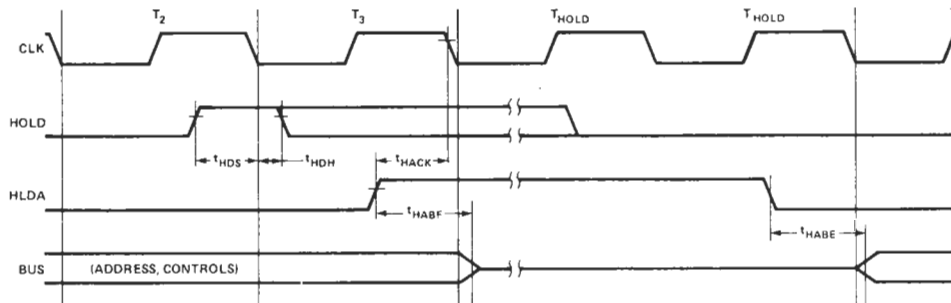 T2 T3 THOLD THOLD
CLK
HOLD
tHDS tHDH tHACK
HLDA
tHABF tHABE
BUS (ADDRESS, CONTROLS)